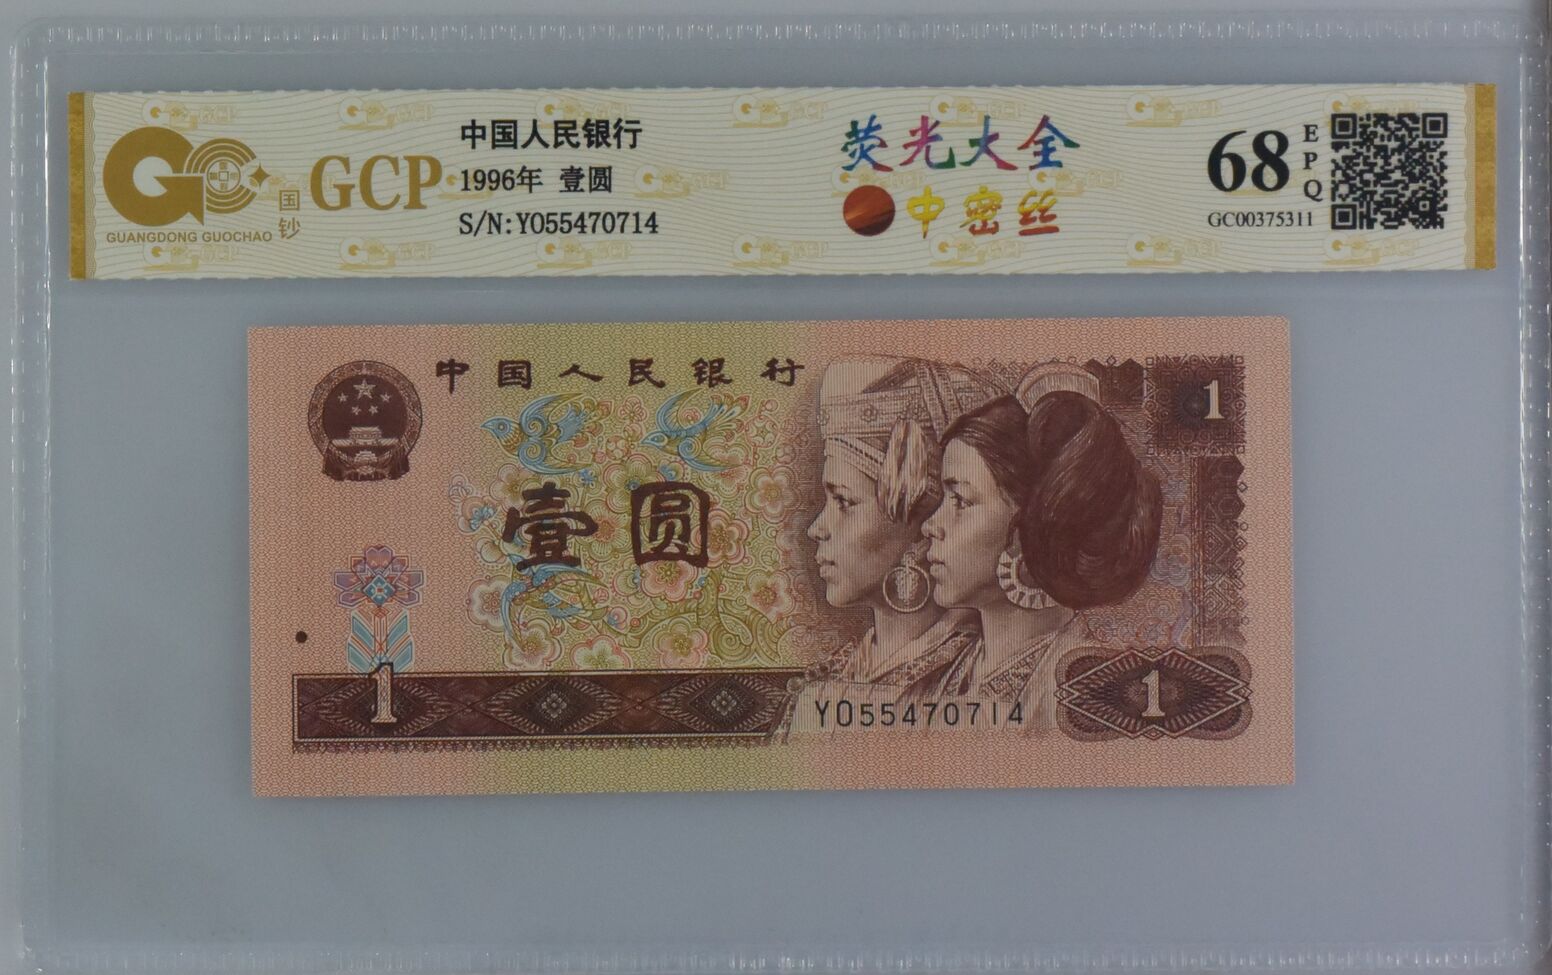 GUANGDONG GUOCHAO
国钞
GCP
中国人民银行
1996年 壹圆
S/N:YO55470714
荧光大全
中密丝
68
EPQ
GC00375311
中国人民银行
1
壹圆
1
YO55470714
1